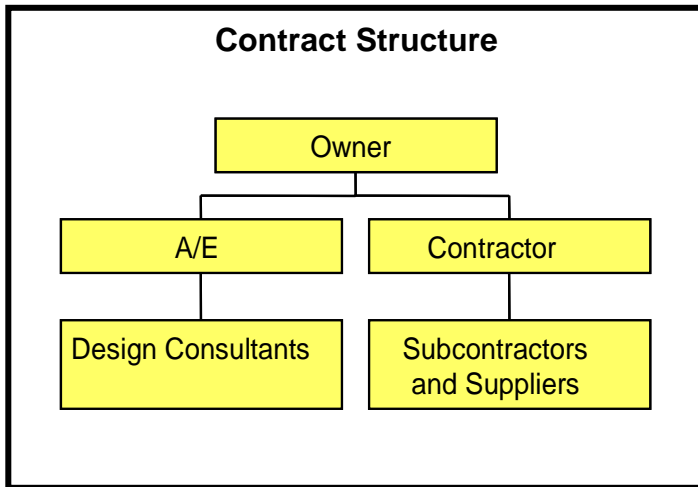 Contract Structure
Owner
A/E
Contractor
Design Consultants
Subcontractors
and Suppliers